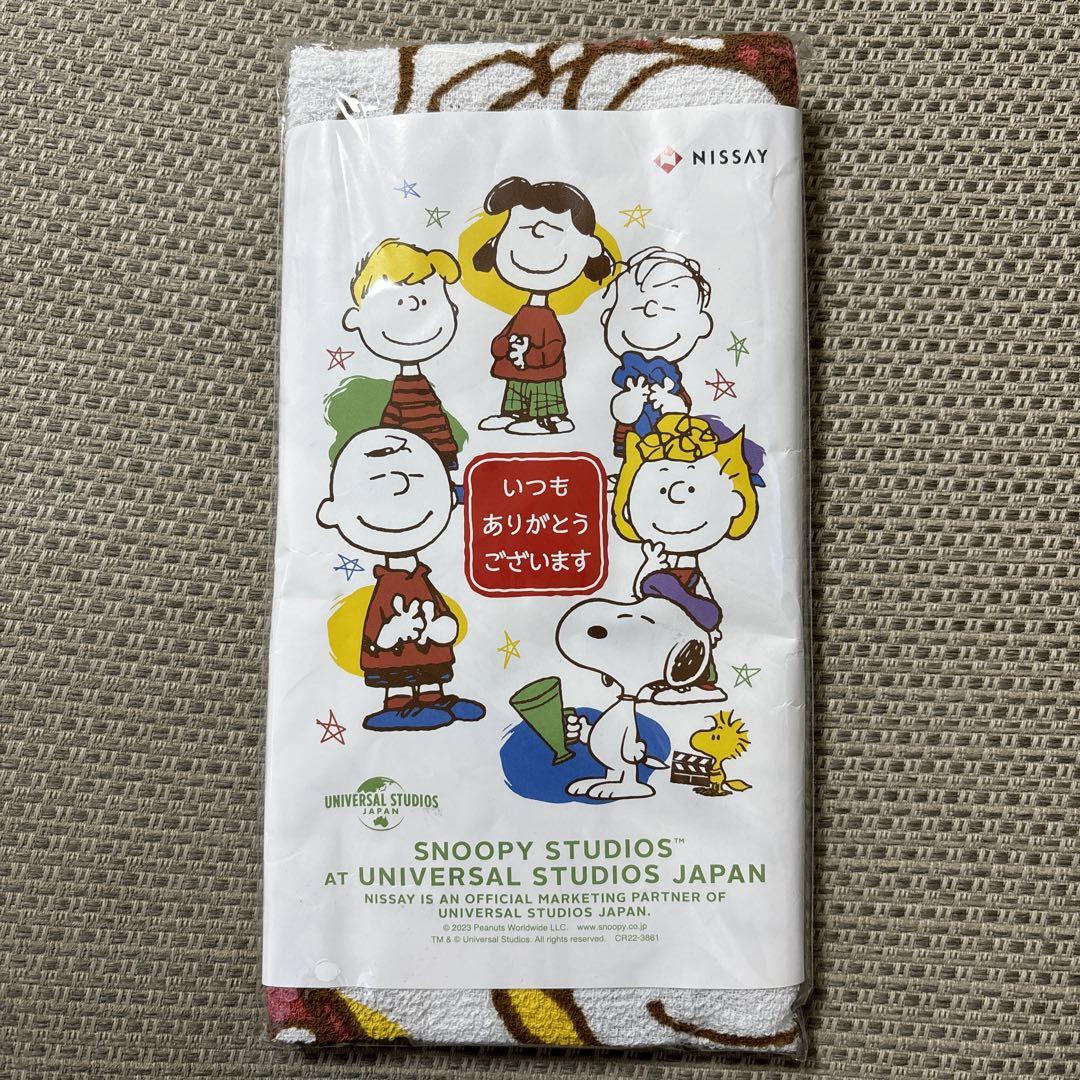 NISSAY
いつも
ありがとう
ございます
UNIVERSAL STUDIOS
JAPAN
SNOOPY STUDIOS™
AT UNIVERSAL STUDIOS JAPAN
NISSAY IS AN OFFICIAL MARKETING PARTNER OF
UNIVERSAL STUDIOS JAPAN.
© 2023 Peanuts Worldwide LLC. www.snoopy.co.jp
TM & © Universal Studios. All rights reserved. CR22-3861